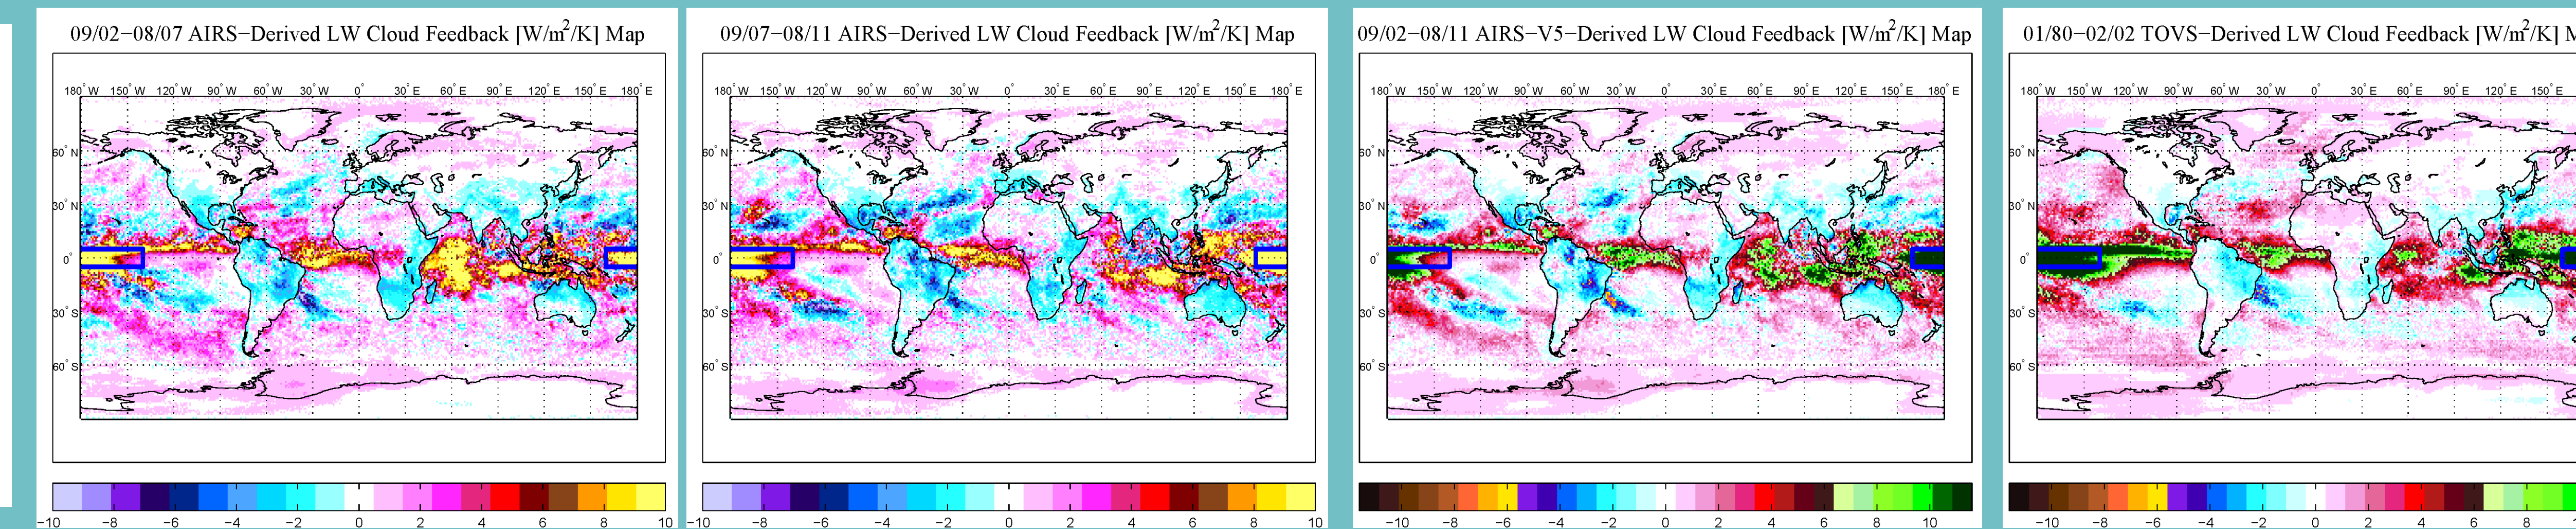 09/02−08/07 AIRS−Derived LW Cloud Feedback [W/m²/K] Map
180° W 150° W 120° W 90° W 60° W 30° W 0° 30° E 60° E 90° E 120° E 150° E 180° E
60° N
30° N
0°
30° S
60° S
−10 −8 −6 −4 −2 0 2 4 6 8 10
09/07−08/11 AIRS−Derived LW Cloud Feedback [W/m²/K] Map
180° W 150° W 120° W 90° W 60° W 30° W 0° 30° E 60° E 90° E 120° E 150° E 180° E
60° N
30° N
0°
30° S
60° S
−10 −8 −6 −4 −2 0 2 4 6 8 10
09/02−08/11 AIRS−V5−Derived LW Cloud Feedback [W/m²/K] Map
180° W 150° W 120° W 90° W 60° W 30° W 0° 30° E 60° E 90° E 120° E 150° E 180° E
60° N
30° N
0°
30° S
60° S
−10 −8 −6 −4 −2 0 2 4 6 8 10
01/80−02/02 TOVS−Derived LW Cloud Feedback [W/m²/K] M
180° W 150° W 120° W 90° W 60° W 30° W 0° 30° E 60° E 90° E 120° E 150°
60° N
30° N
0°
30° S
60° S
−10 −8 −6 −4 −2 0 2 4 6 8